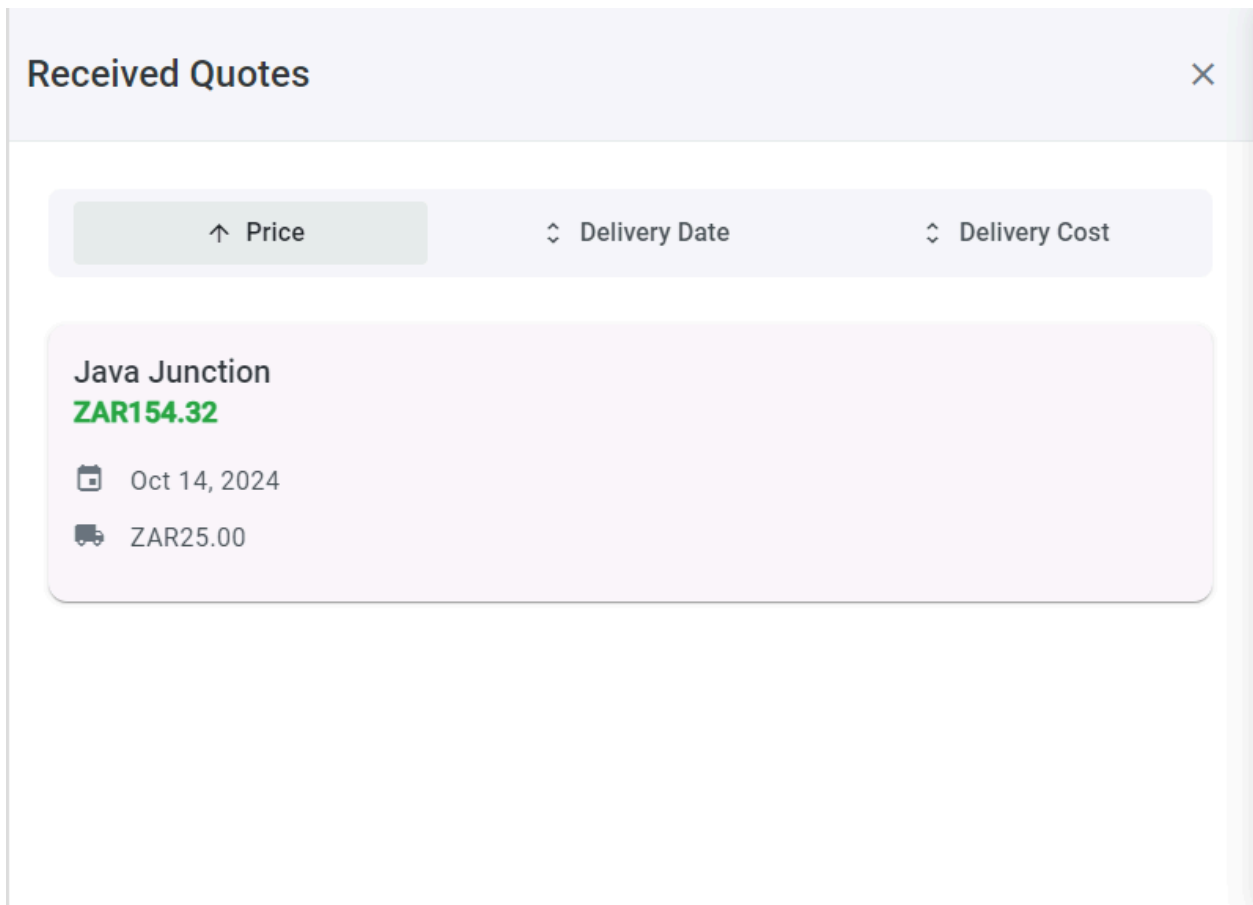 Received Quotes
Price
Delivery Date
Delivery Cost
Java Junction
ZAR154.32
Oct 14, 2024
ZAR25.00